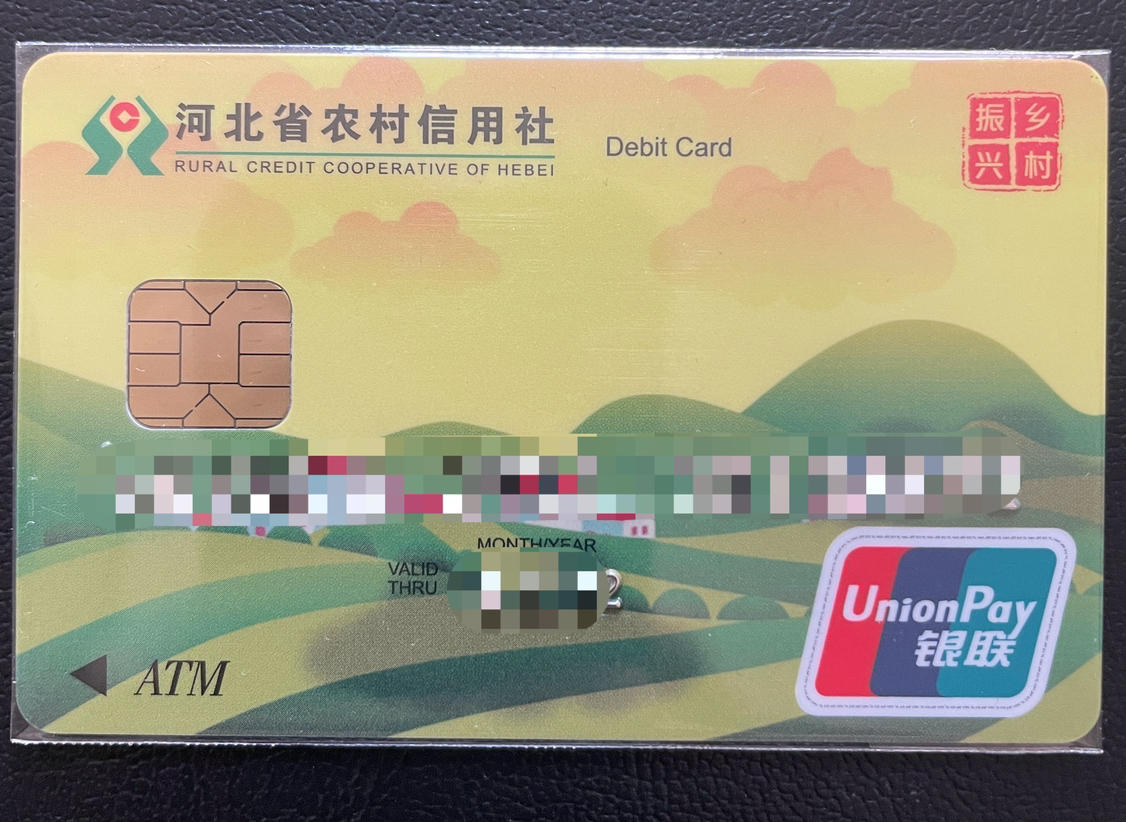 河北省农村信用社
RURAL CREDIT COOPERATIVE OF HEBEI
Debit Card
振乡
兴村
MONTH/YEAR
VALID
THRU
ATM
UnionPay
银联